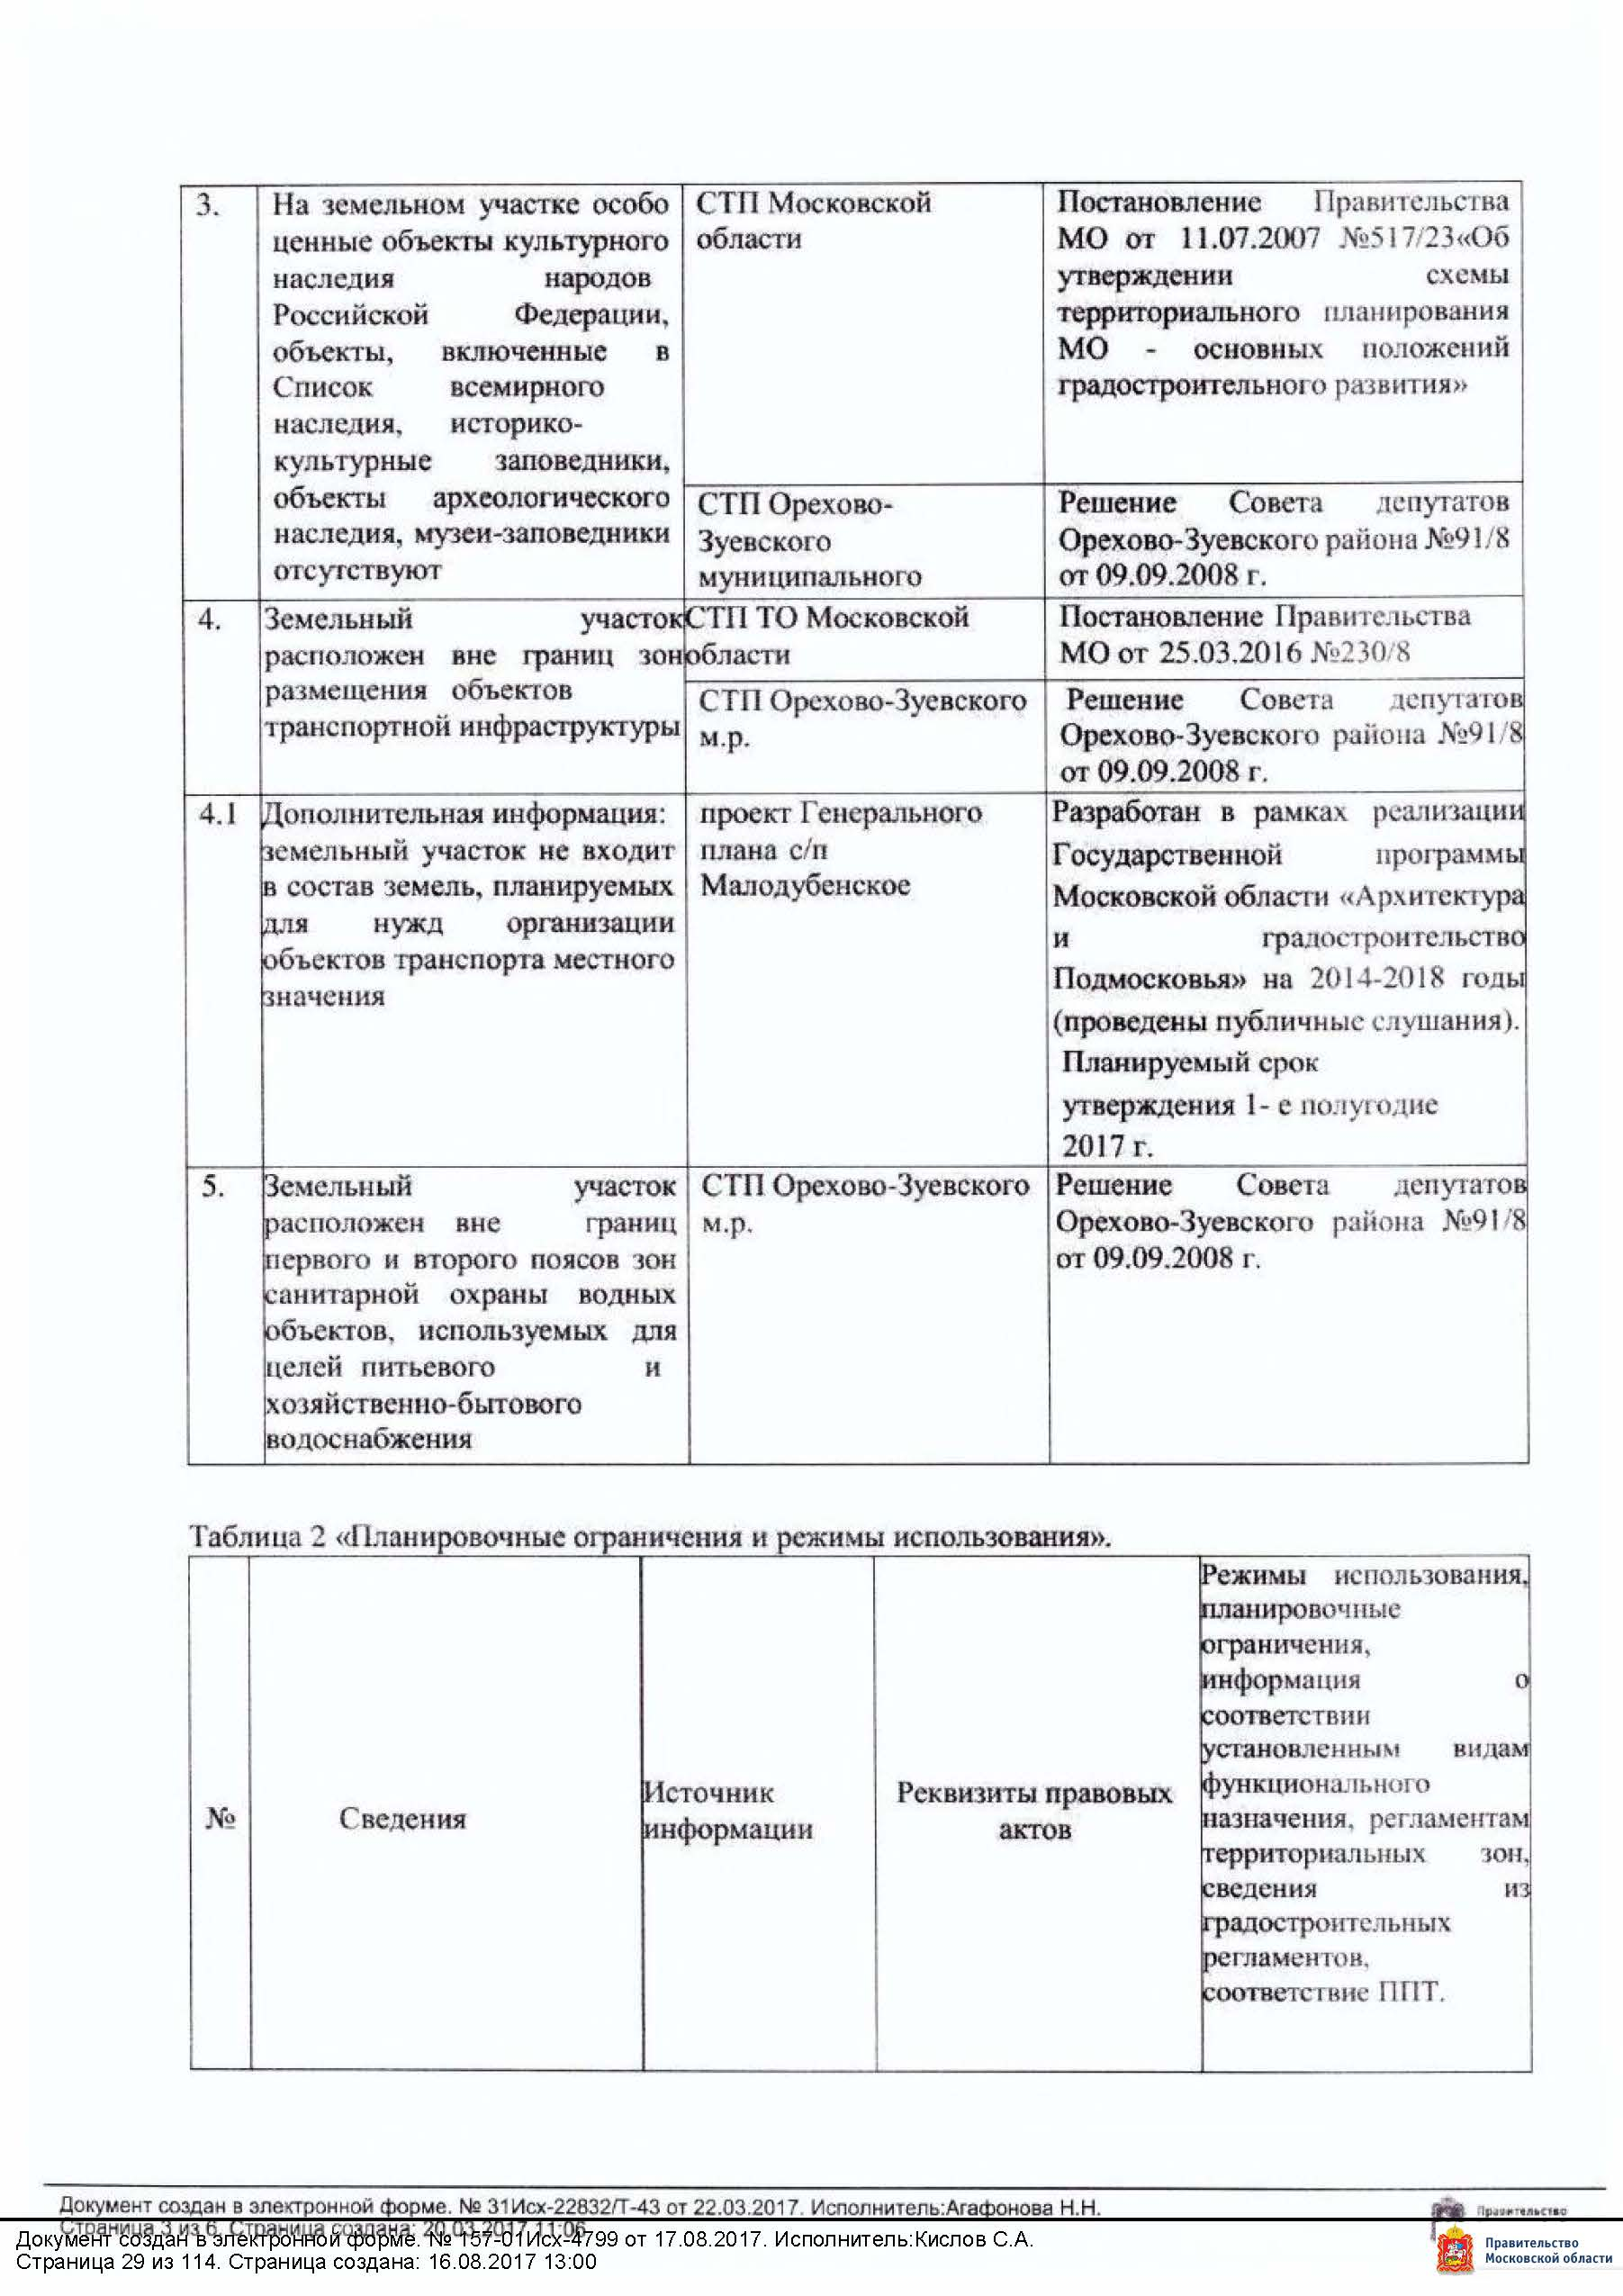 3.
На земельном участке особо
ценные объекты культурного
наследия народов
Российской Федерации,
объекты, включенные в
Список всемирного
наследия, историко-
культурные заповедники,
объекты археологического
наследия, музеи-заповедники
отсутствуют
СТП Московской
области
Постановление Правительства
МО от 11.07.2007 №517/23«Об
утверждении схемы
территориального планирования
МО - основных положений
градостроительного развития»
СТП Орехово-
Зуевского
муниципального
Решение Совета депутатов
Орехово-Зуевского района №91/8
от 09.09.2008 г.
4.
Земельный участок
расположен вне границ зон
размещения объектов
транспортной инфраструктуры
СТП ТО Московской
области
Постановление Правительства
МО от 25.03.2016 №230/8
СТП Орехово-Зуевского
м.р.
Решение Совета депутатов
Орехово-Зуевского района №91/8
от 09.09.2008 г.
4.1
Дополнительная информация:
земельный участок не входит
в состав земель, планируемых
для нужд организации
объектов транспорта местного
значения
проект Генерального
плана с/п
Малодубенское
Разработан в рамках реализации
Государственной программы
Московской области «Архитектура
и градостроительство
Подмосковья» на 2014-2018 годы
(проведены публичные слушания).
Планируемый срок
утверждения 1- е полугодие
2017 г.
5.
Земельный участок
расположен вне границ
первого и второго поясов зон
санитарной охраны водных
объектов, используемых для
целей питьевого и
хозяйственно-бытового
водоснабжения
СТП Орехово-Зуевского
м.р.
Решение Совета депутатов
Орехово-Зуевского района №91/8
от 09.09.2008 г.
Таблица 2 «Планировочные ограничения и режимы использования».
№
Сведения
Источник
информации
Реквизиты правовых
актов
Режимы использования,
планировочные
ограничения,
информация о
соответствии
установленным видам
функционального
назначения, регламентам
территориальных зон,
сведения из
градостроительных
регламентов,
соответствие ППТ.
Документ создан в электронной форме. № 31Исх-22832/Т-43 от 22.03.2017. Исполнитель:Агафонова Н.Н.
Страница 3 из 6. Страница создана: 20.03.2017 11:06
Правительство
Документ создан в электронной форме. № 157-01Исх-4799 от 17.08.2017. Исполнитель:Кислов С.А.
Страница 29 из 114. Страница создана: 16.08.2017 13:00
Правительство
Московской области